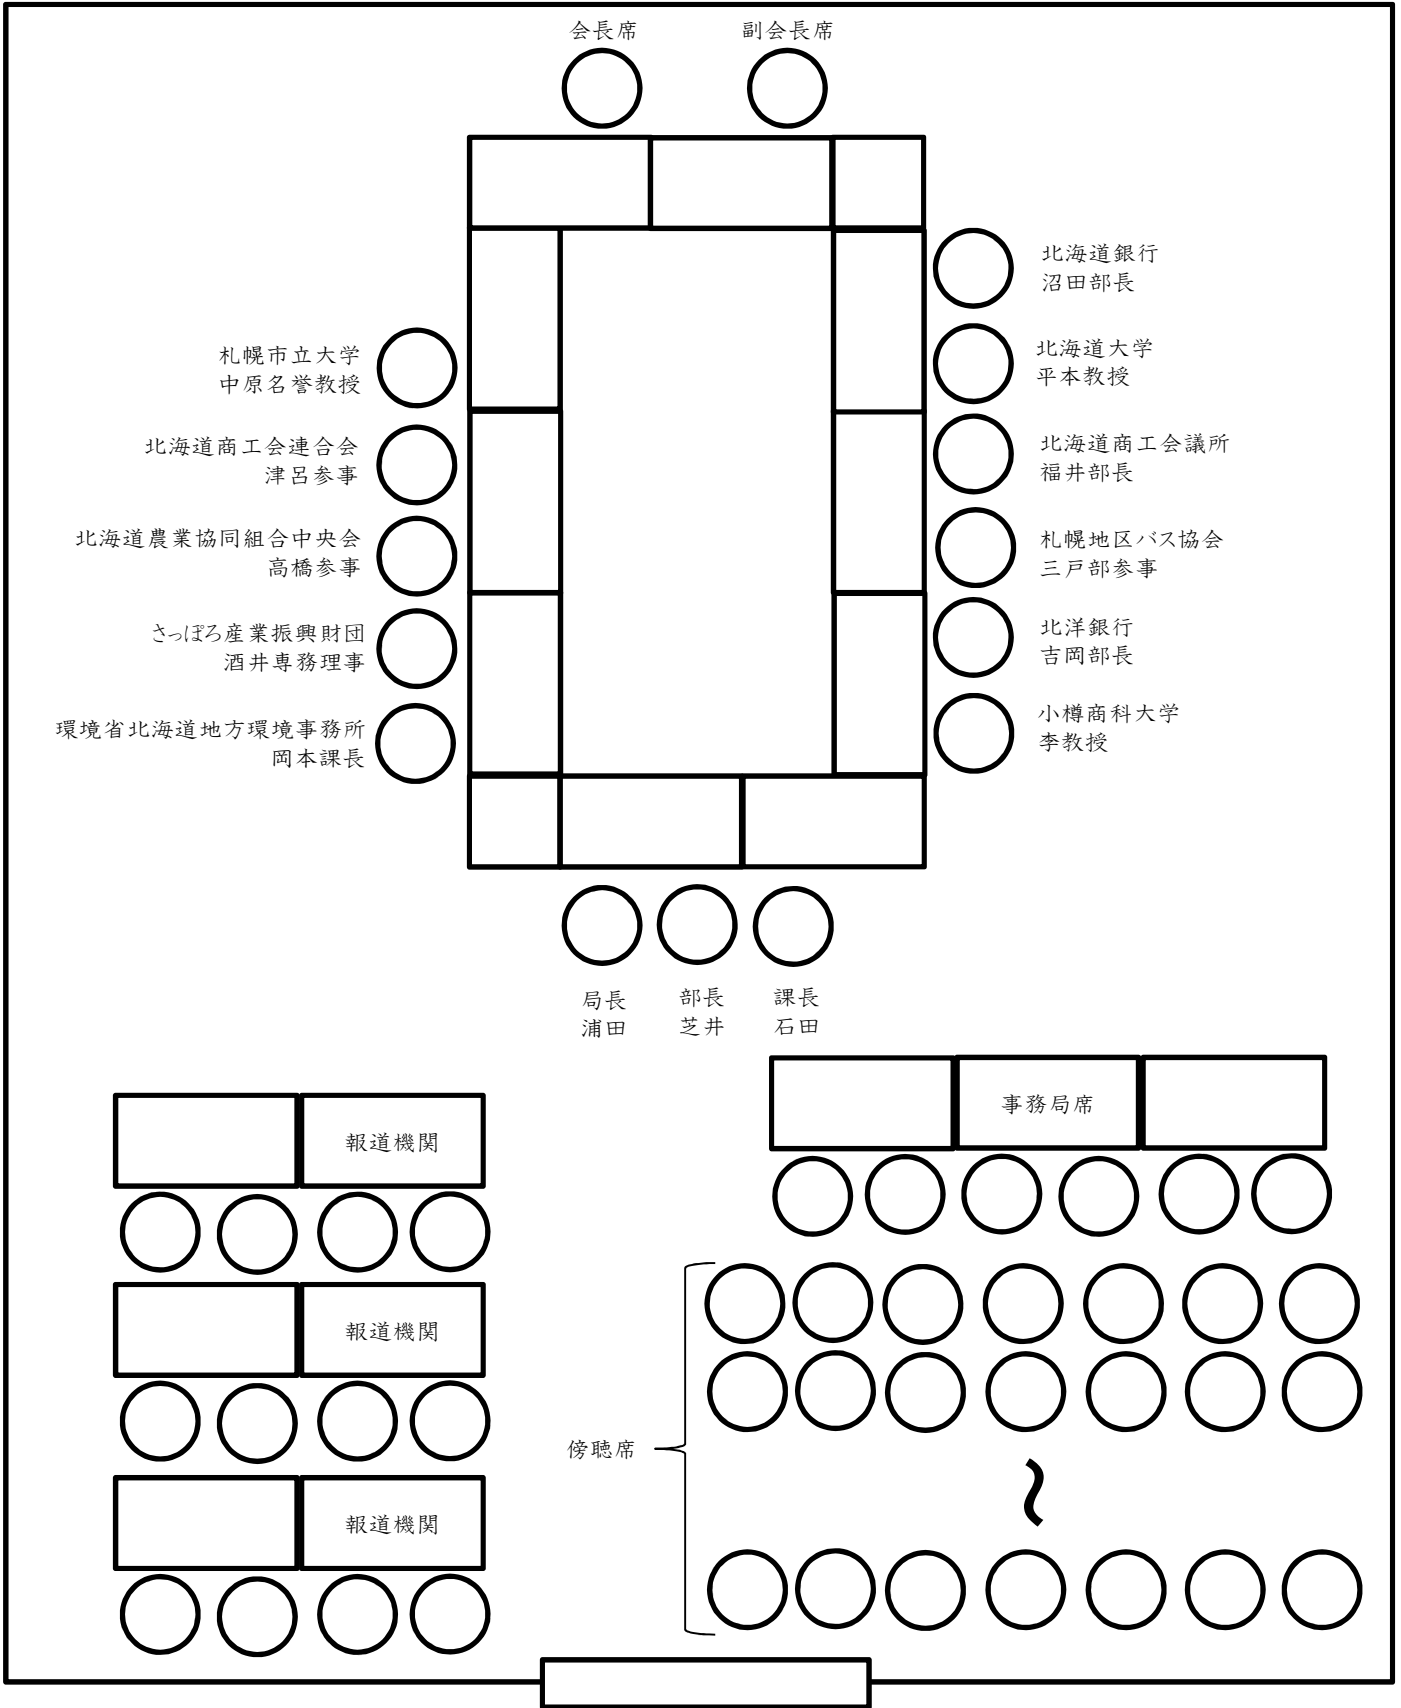 会長席
副会長席
北海道銀行
沼田部長
北海道大学
平本教授
北海道商工会議所
福井部長
札幌地区バス協会
三戸部参事
北洋銀行
吉岡部長
小樽商科大学
李教授
札幌市立大学
中原名誉教授
北海道商工会連合会
津呂参事
北海道農業協同組合中央会
高橋参事
さっぽろ産業振興財団
酒井専務理事
環境省北海道地方環境事務所
岡本課長
局長
浦田
部長
芝井
課長
石田
事務局席
報道機関
報道機関
報道機関
傍聴席
～